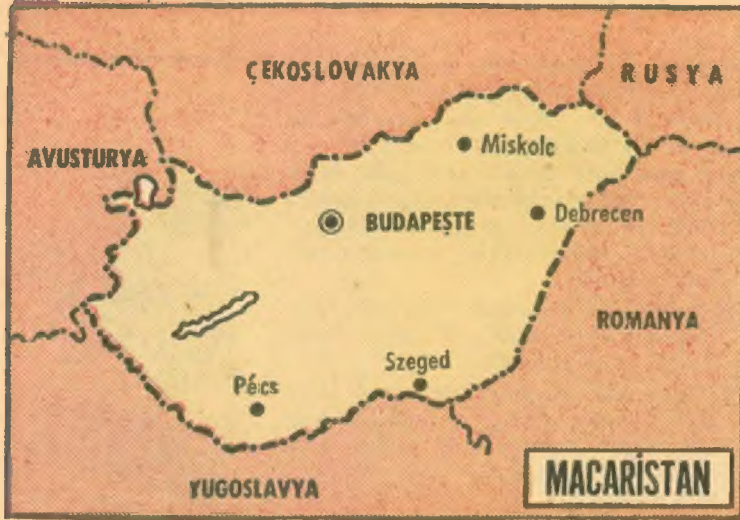 ÇEKOSLOVAKYA
RUSYA
AVUSTURYA
Miskolc
BUDAPEŞTE
Debrecen
ROMANYA
Szeged
Pécs
YUGOSLAVYA
MACARİSTAN